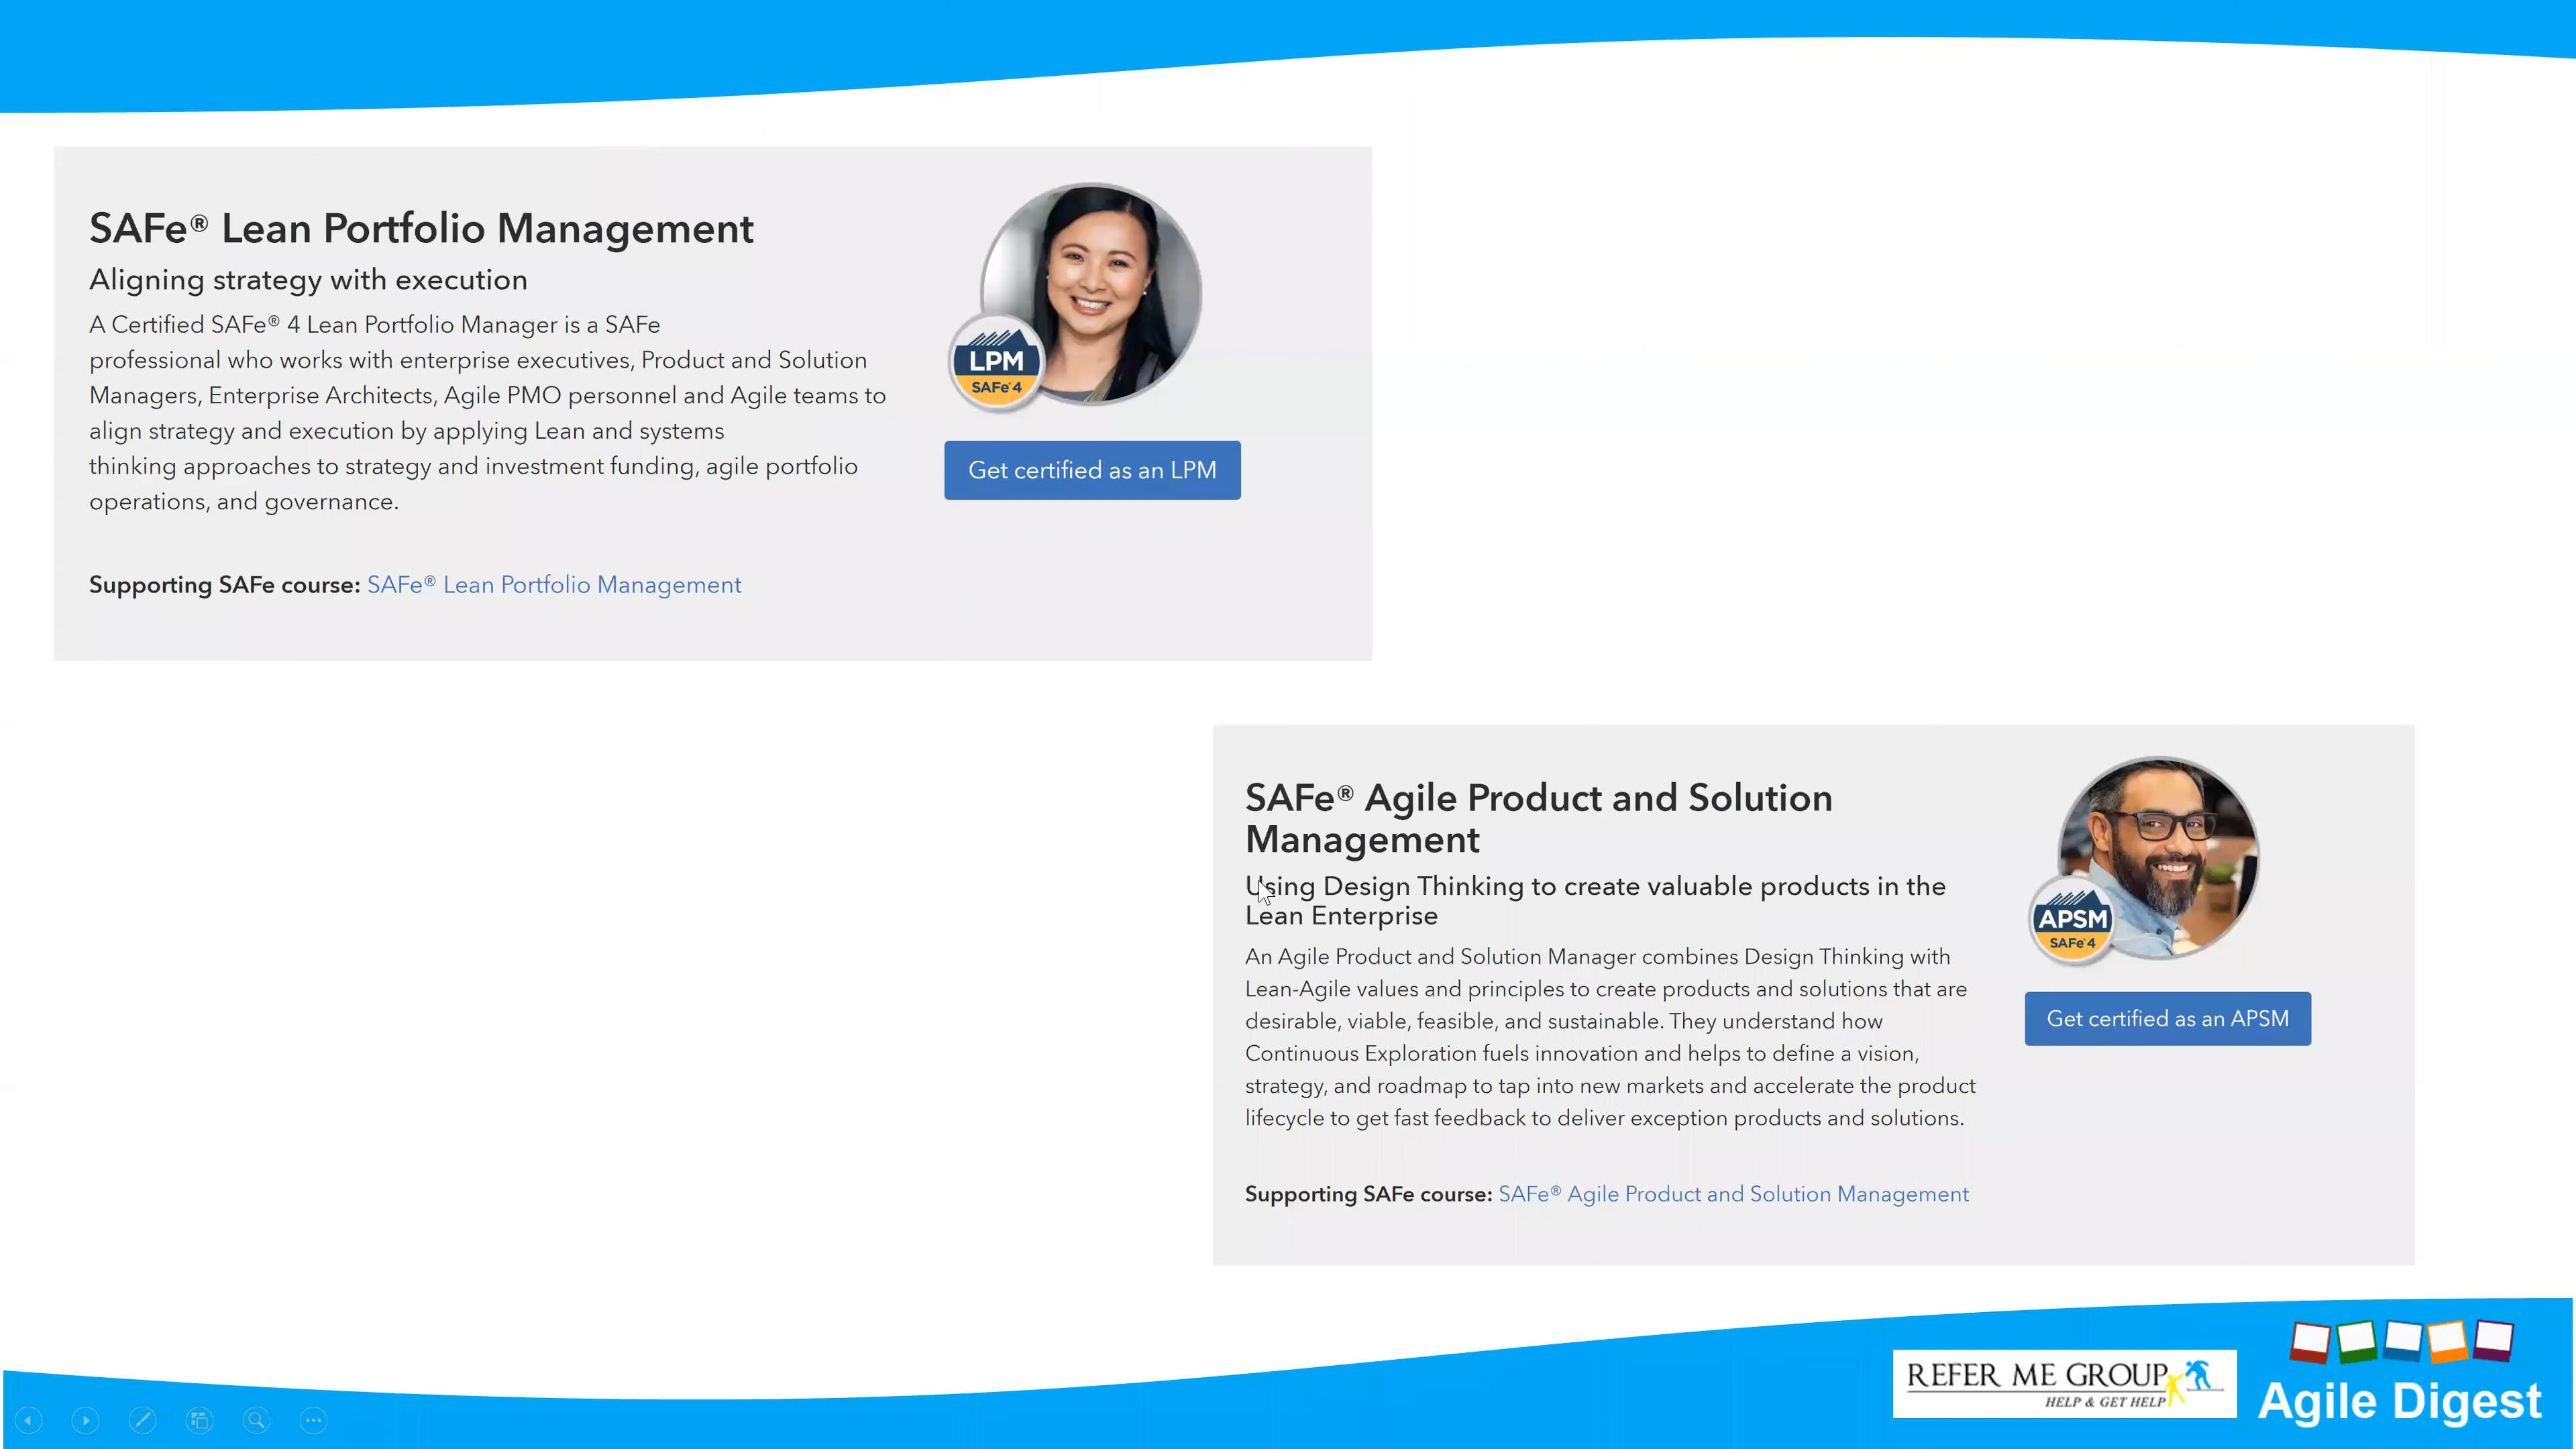 SAFe® Lean Portfolio Management
Aligning strategy with execution
A Certified SAFe® 4 Lean Portfolio Manager is a SAFe
professional who works with enterprise executives, Product and Solution
Managers, Enterprise Architects, Agile PMO personnel and Agile teams to
align strategy and execution by applying Lean and systems
thinking approaches to strategy and investment funding, agile portfolio
operations, and governance.
Supporting SAFe course: SAFe® Lean Portfolio Management
LPM
SAFe® 4
Get certified as an LPM
SAFe® Agile Product and Solution
Management
Using Design Thinking to create valuable products in the
Lean Enterprise
An Agile Product and Solution Manager combines Design Thinking with
Lean-Agile values and principles to create products and solutions that are
desirable, viable, feasible, and sustainable. They understand how
Continuous Exploration fuels innovation and helps to define a vision,
strategy, and roadmap to tap into new markets and accelerate the product
lifecycle to get fast feedback to deliver exception products and solutions.
Supporting SAFe course: SAFe® Agile Product and Solution Management
APSM
SAFe® 4
Get certified as an APSM
REFER ME GROUP
HELP & GET HELP
Agile Digest